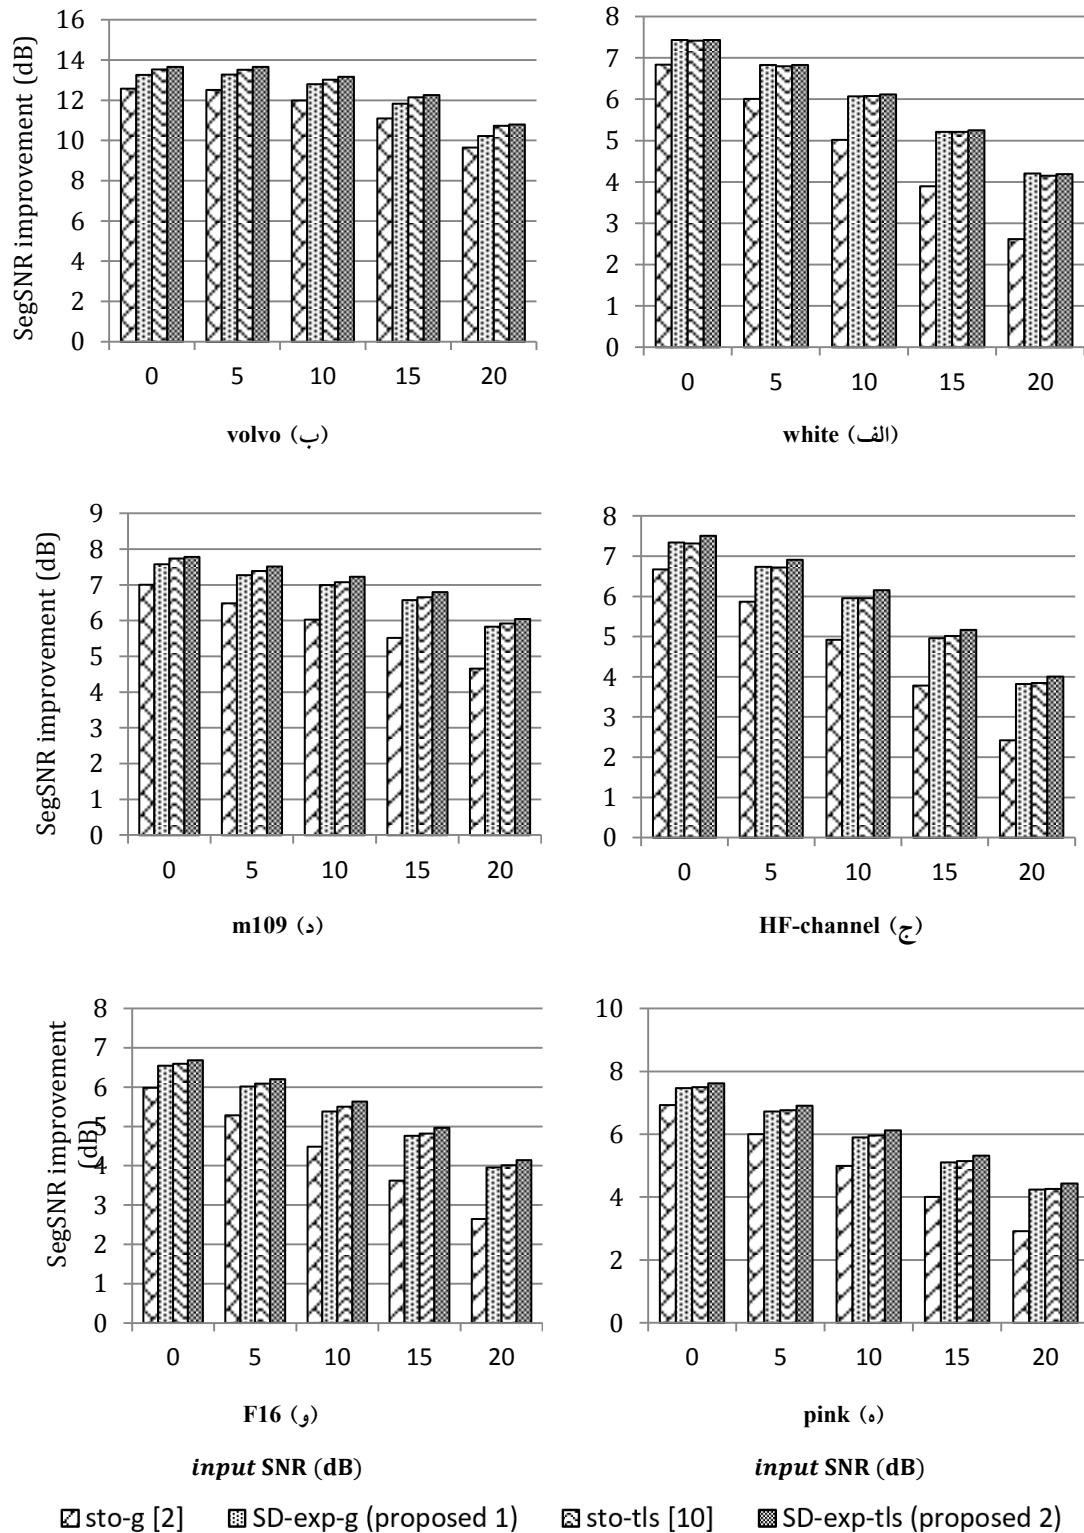 SegSNR improvement (dB)
16
14
12
10
8
6
4
2
0
0 5 10 15 20
(ب) volvo
8
7
6
5
4
3
2
1
0
0 5 10 15 20
(الف) white
SegSNR improvement (dB)
9
8
7
6
5
4
3
2
1
0
0 5 10 15 20
(د) m109
8
7
6
5
4
3
2
1
0
0 5 10 15 20
(ج) HF-channel
SegSNR improvement
(dB)
8
7
6
5
4
3
2
1
0
0 5 10 15 20
(و) F16
input SNR (dB)
10
8
6
4
2
0
0 5 10 15 20
(ه) pink
input SNR (dB)
sto-g [2] SD-exp-g (proposed 1) sto-tls [10] SD-exp-tls (proposed 2)